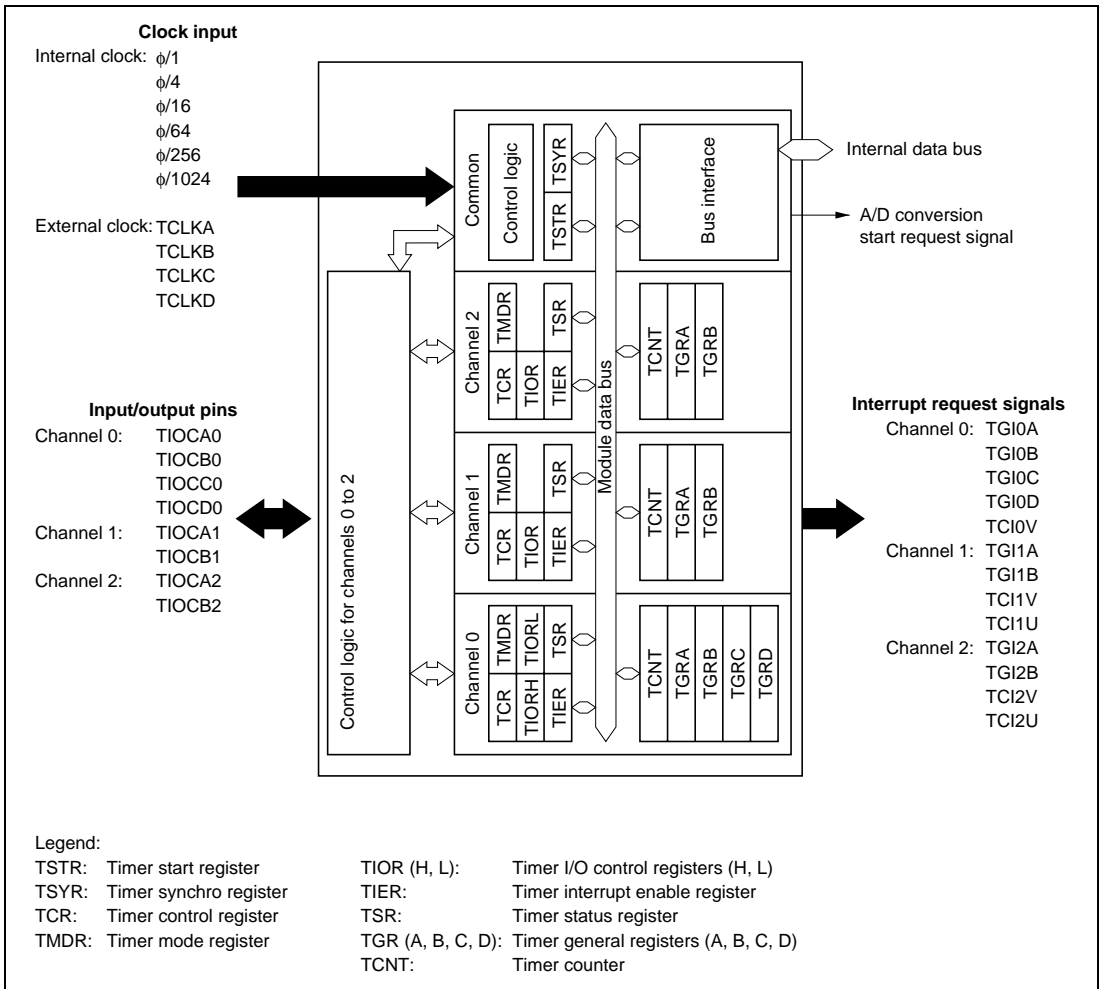 Clock input
Internal clock: ϕ/1
ϕ/4
ϕ/16
ϕ/64
ϕ/256
ϕ/1024
External clock: TCLKA
TCLKB
TCLKC
TCLKD
Input/output pins
Channel 0: TIOCA0
TIOCB0
TIOCC0
TIOCD0
Channel 1: TIOCA1
TIOCB1
Channel 2: TIOCA2
TIOCB2
Control logic for channels 0 to 2
Common
Control logic
TSTR TSYR
Bus interface
Channel 2
TCR TMDR
TIOR
TIER TSR
TCNT
TGRA
TGRB
Channel 1
TCR TMDR
TIOR
TIER TSR
TCNT
TGRA
TGRB
Channel 0
TCR TMDR
TIORH TIORL
TIER TSR
TCNT
TGRA
TGRB
TGRC
TGRD
Module data bus
Internal data bus
A/D conversion
start request signal
Interrupt request signals
Channel 0: TGI0A
TGI0B
TGI0C
TGI0D
TCI0V
Channel 1: TGI1A
TGI1B
TCI1V
TCI1U
Channel 2: TGI2A
TGI2B
TCI2V
TCI2U
Legend:
TSTR: Timer start register
TSYR: Timer synchro register
TCR: Timer control register
TMDR: Timer mode register
TIOR (H, L): Timer I/O control registers (H, L)
TIER: Timer interrupt enable register
TSR: Timer status register
TGR (A, B, C, D): Timer general registers (A, B, C, D)
TCNT: Timer counter